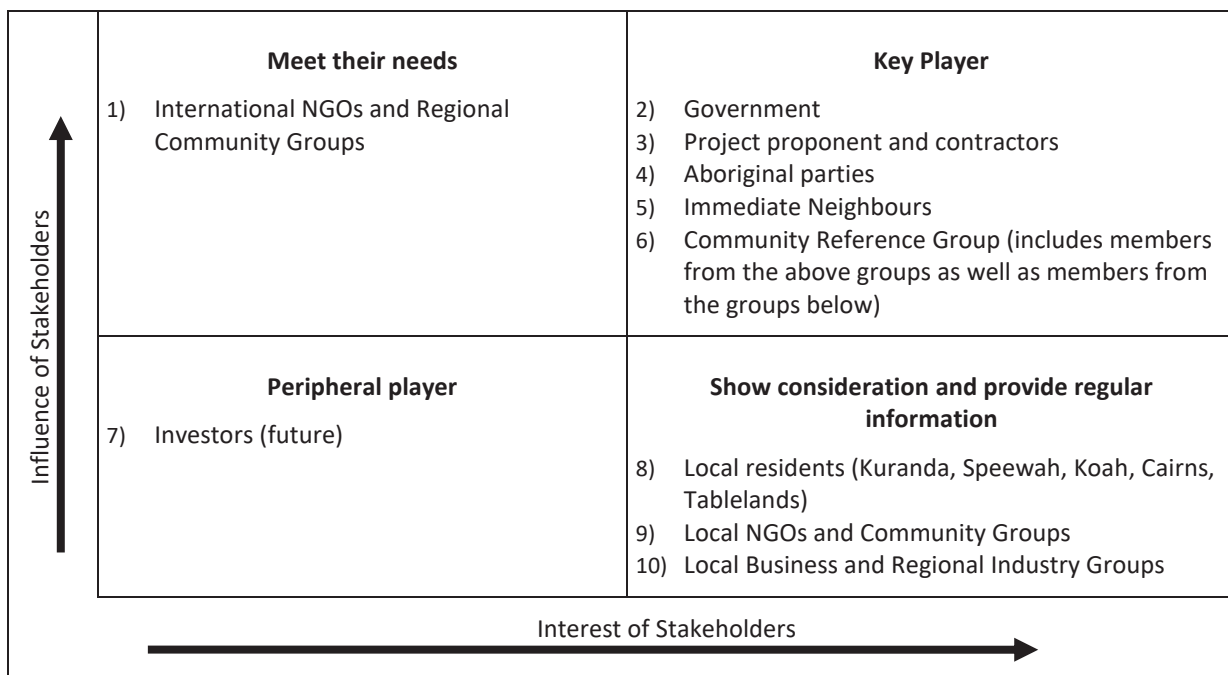 Influence of Stakeholders
Meet their needs
1) International NGOs and Regional
Community Groups
Key Player
2) Government
3) Project proponent and contractors
4) Aboriginal parties
5) Immediate Neighbours
6) Community Reference Group (includes members
from the above groups as well as members from
the groups below)
Peripheral player
7) Investors (future)
Show consideration and provide regular
information
8) Local residents (Kuranda, Speewah, Koah, Cairns,
Tablelands)
9) Local NGOs and Community Groups
10) Local Business and Regional Industry Groups
Interest of Stakeholders